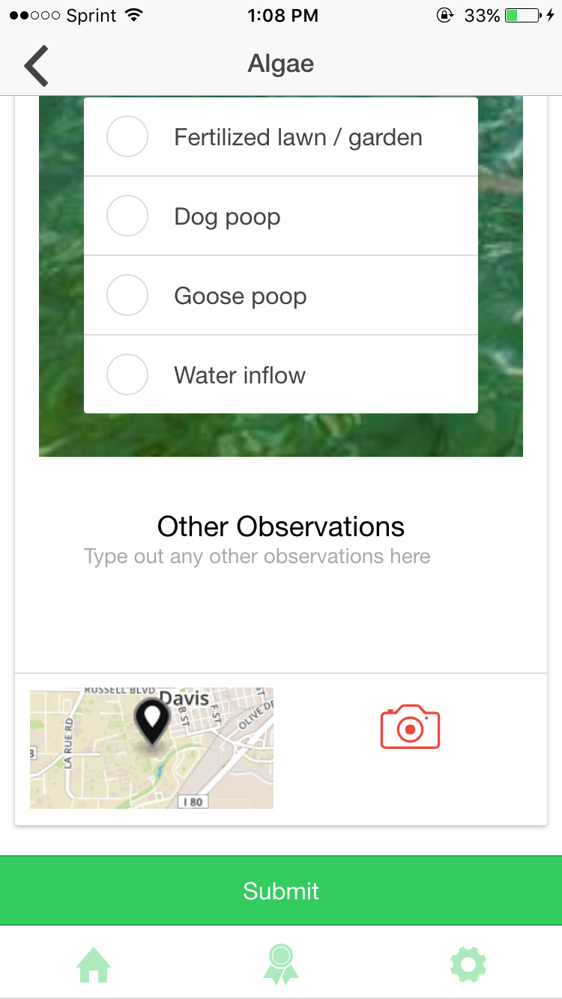 Sprint 1:08 PM 33%
Algae
Fertilized lawn / garden
Dog poop
Goose poop
Water inflow
Other Observations
Type out any other observations here
RUSSELL BLVD
Davis
B ST
F ST
OLIVE DR
LA RUE RD
I 80
Submit